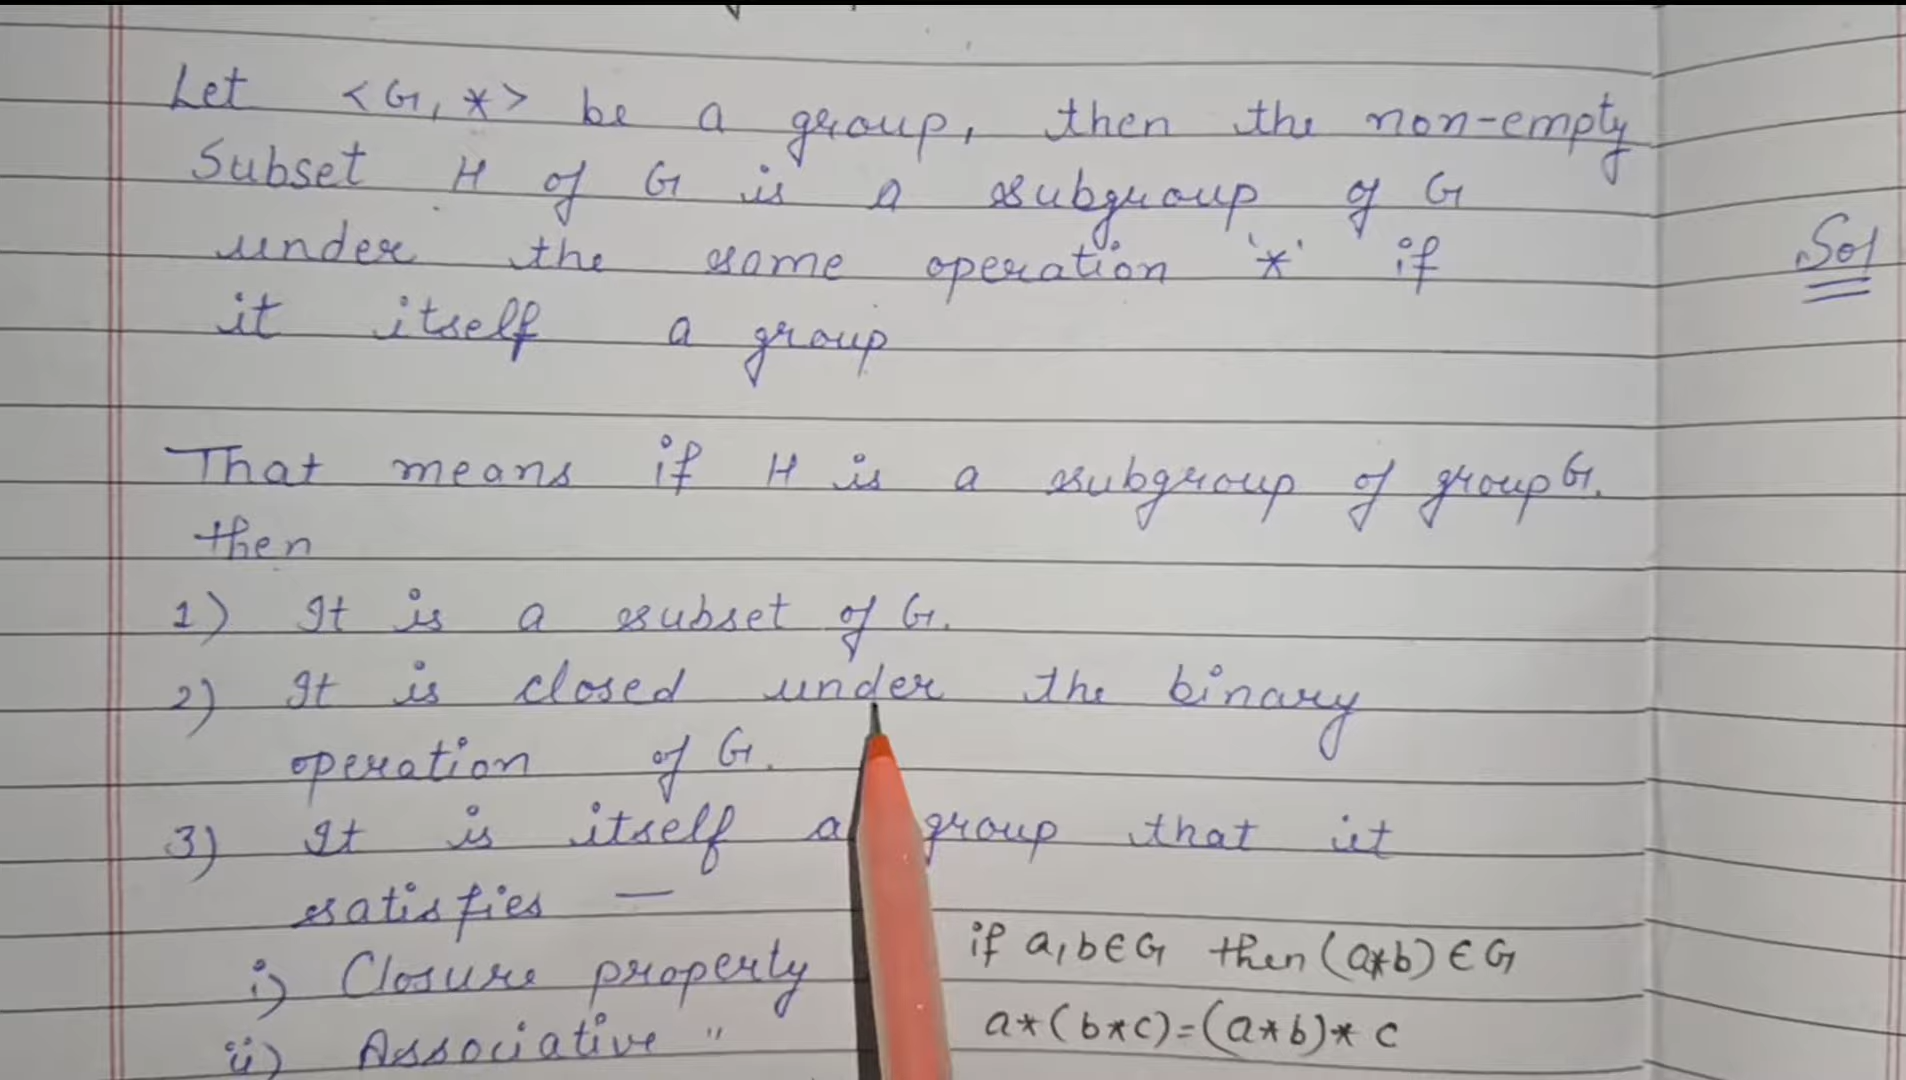 Let <G, *> be a group, then the non-empty
Subset H of G is a subgroup of G
under the same operation '*' if
it itself a group
That means if H is a subgroup of group G.
then
1) It is a subset of G.
2) It is closed under the binary
operation of G.
3) It is itself a group that it
satisfies —
i) Closure property if a, b ∈ G then (a*b) ∈ G
ii) Associative " a*(b*c)=(a*b)*c
Sol